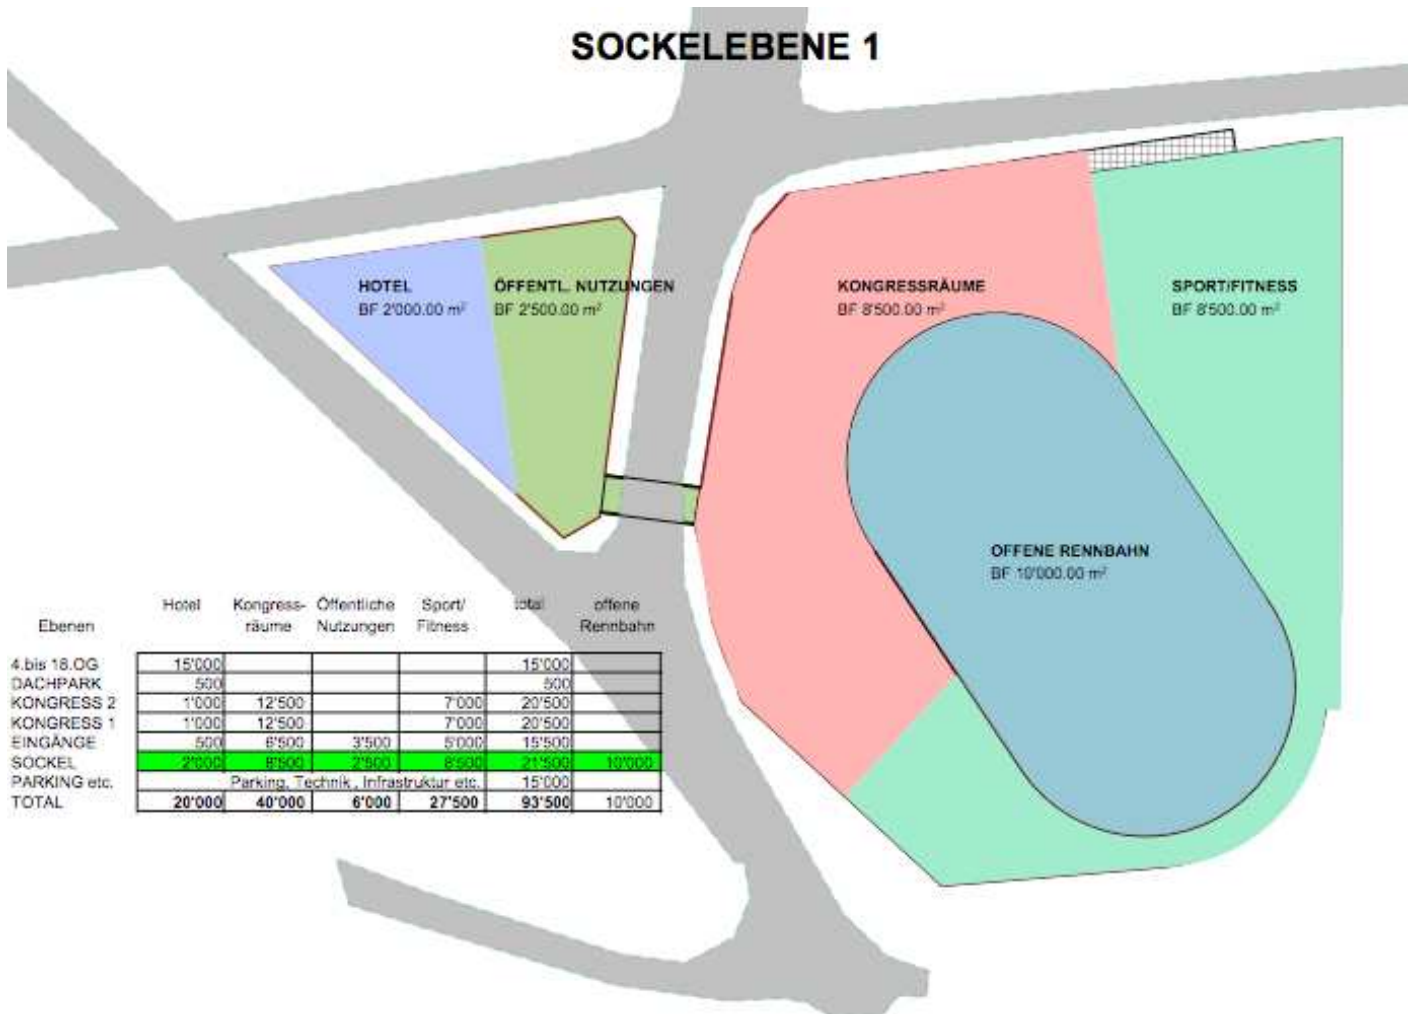 SOCKELEBENE 1
HOTEL
BF 2'000.00 m²
ÖFFENTL. NUTZUNGEN
BF 2'500.00 m²
KONGRESSRÄUME
BF 8'500.00 m²
SPORT/FITNESS
BF 8'500.00 m²
OFFENE RENNBAHN
BF 10'000.00 m²
Ebenen Hotel Kongress- Öffentliche Sport/ total offene
räume Nutzungen Fitness Rennbahn
4.bis 18.OG 15'000 15'000
DACHPARK 500 500
KONGRESS 2 1'000 12'500 7'000 20'500
KONGRESS 1 1'000 12'500 7'000 20'500
EINGÄNGE 500 6'500 3'500 5'000 15'500
SOCKEL 2'000 8'500 2'500 8'500 21'500 10'000
PARKING etc. Parking, Technik , Infrastruktur etc. 15'000
TOTAL 20'000 40'000 6'000 27'500 93'500 10'000